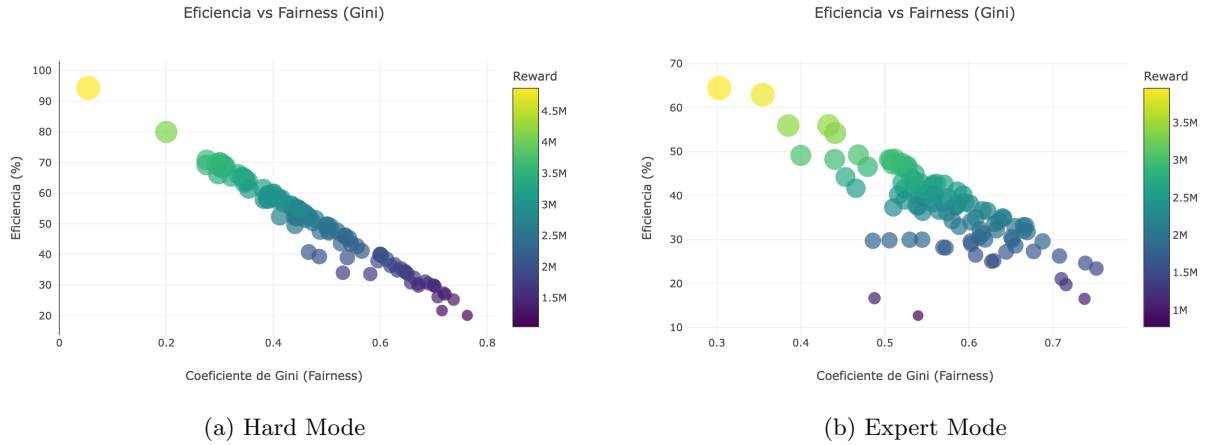 Eficiencia vs Fairness (Gini)
Reward
100
90
80
70
60
50
40
30
20
0
0.2
0.4
0.6
0.8
4.5M
4M
3.5M
3M
2.5M
2M
1.5M
Eficiencia (%)
Coeficiente de Gini (Fairness)
(a) Hard Mode
Eficiencia vs Fairness (Gini)
Reward
70
60
50
40
30
20
10
0.3
0.4
0.5
0.6
0.7
3.5M
3M
2.5M
2M
1.5M
1M
Eficiencia (%)
Coeficiente de Gini (Fairness)
(b) Expert Mode